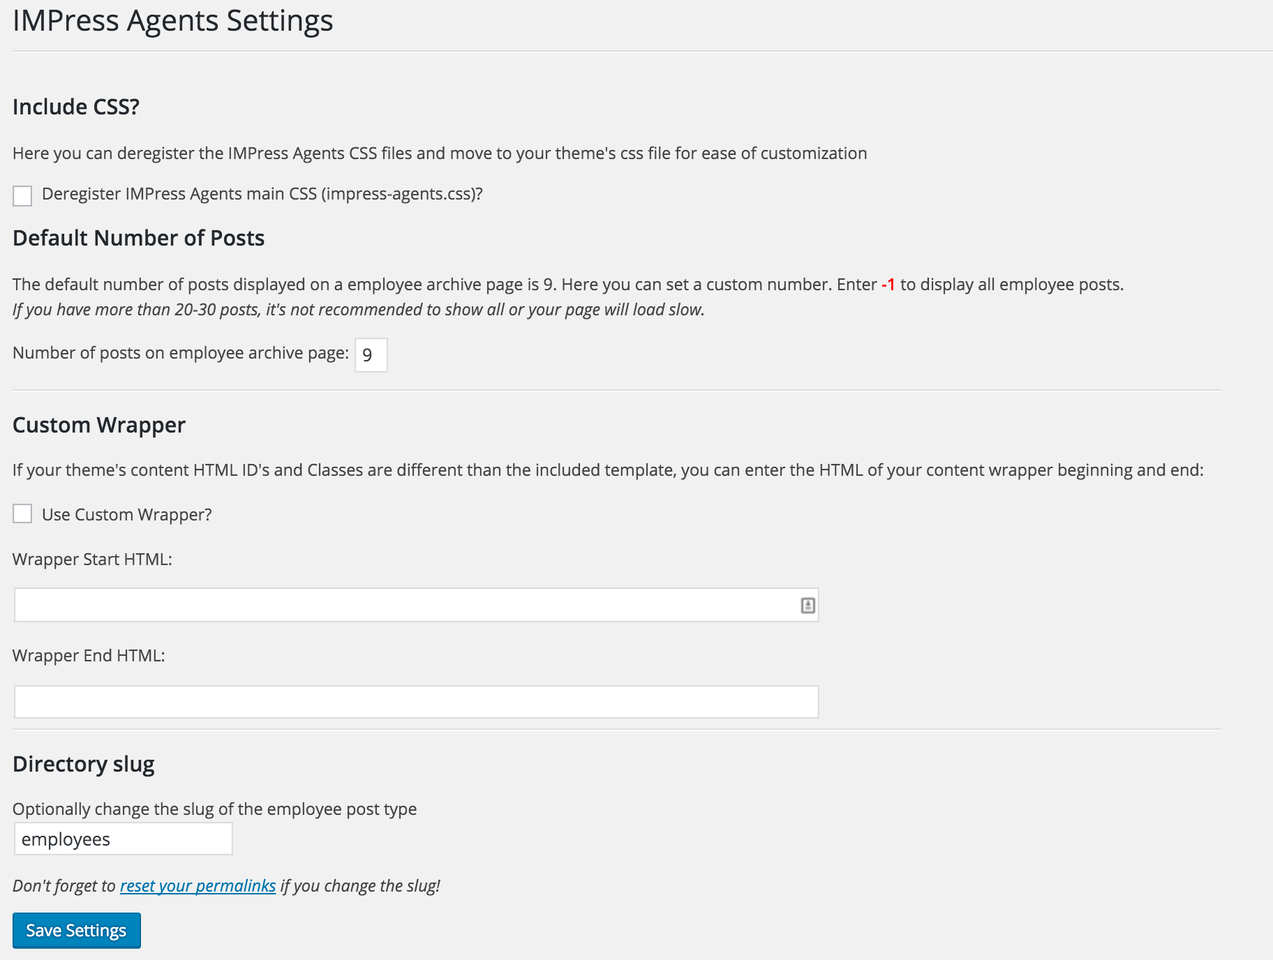 IMPress Agents Settings
Include CSS?
Here you can deregister the IMPress Agents CSS files and move to your theme's css file for ease of customization
Deregister IMPress Agents main CSS (impress-agents.css)?
Default Number of Posts
The default number of posts displayed on a employee archive page is 9. Here you can set a custom number. Enter -1 to display all employee posts.
If you have more than 20-30 posts, it's not recommended to show all or your page will load slow.
Number of posts on employee archive page: 9
Custom Wrapper
If your theme's content HTML ID's and Classes are different than the included template, you can enter the HTML of your content wrapper beginning and end:
Use Custom Wrapper?
Wrapper Start HTML:
Wrapper End HTML:
Directory slug
Optionally change the slug of the employee post type
employees
Don't forget to reset your permalinks if you change the slug!
Save Settings